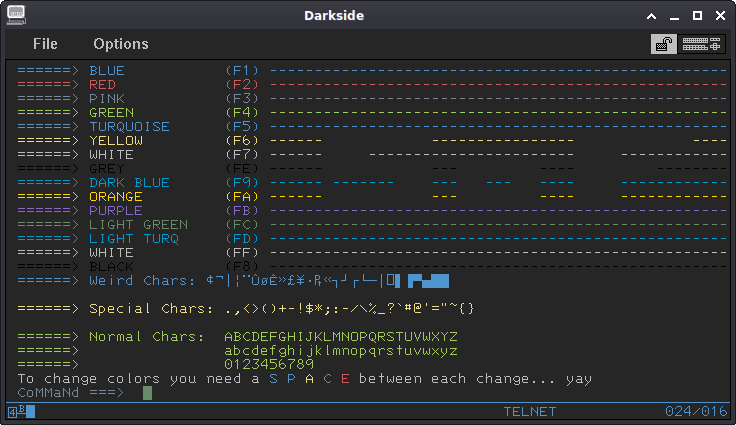 Darkside
File Options
======> BLUE (F1) ---------------------------------------------------
======> RED (F2) ---------------------------------------------------
======> PINK (F3) ---------------------------------------------------
======> GREEN (F4) ---------------------------------------------------
======> TURQUOISE (F5) ---------------------------------------------------
======> YELLOW (F6) ------ ---------------- ----
======> WHITE (F7) ------ ------------
======> GREY (FE) --- ----
======> DARK BLUE (F9) ------ ------- --- --- ---- ------------
======> ORANGE (FA) ------ --- ---- ------------
======> PURPLE (FB) ---------------------------------------------------
======> LIGHT GREEN (FC) ---------------------------------------------------
======> LIGHT TURQ (FD) ---------------------------------------------------
======> WHITE (FF) ---------------------------------------------------
======> BLACK (F8) ---------------------------------------------------
======> Weird Chars:
======> Special Chars: .,<>()+-!$*;:-/\%_?`#@'="~{}
======> Normal Chars: ABCDEFGHIJKLMNOPQRSTUVWXYZ
======> abcdefghijklmnopqrstuvwxyz
======> 0123456789
To change colors you need a S P A C E between each change... yay
CoMMaNd ===>
4 B TELNET 024/016